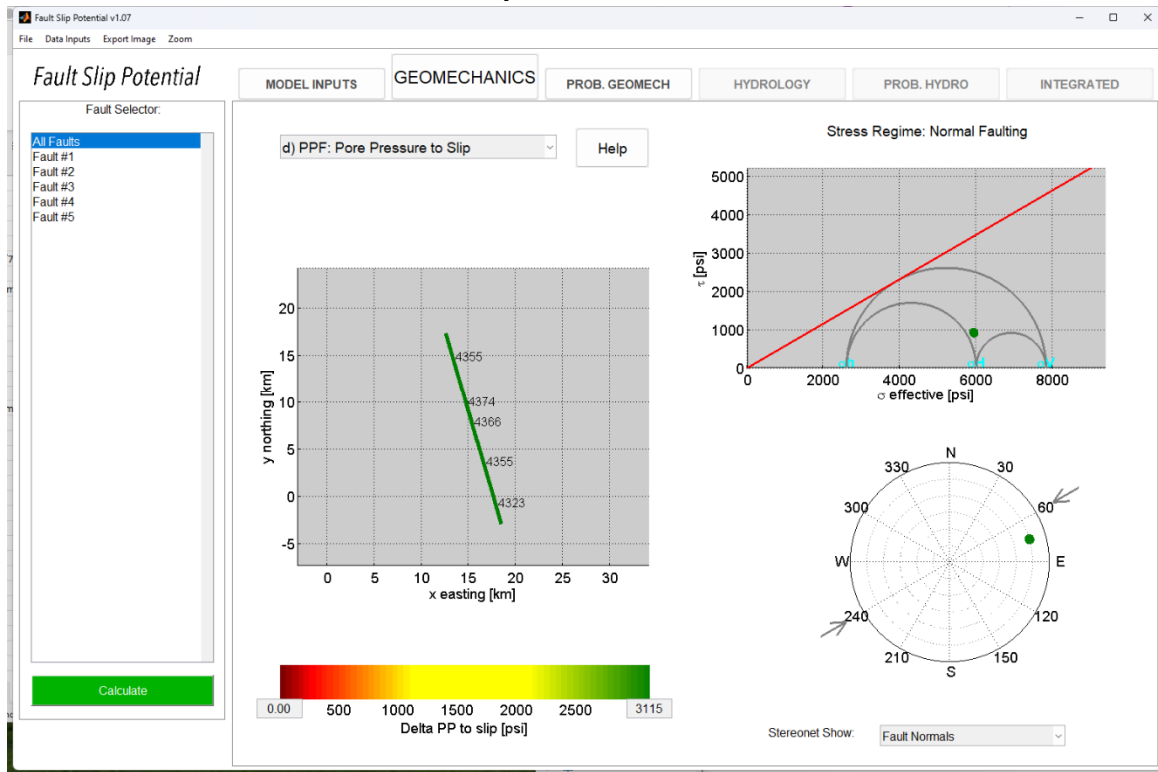 Fault Slip Potential v1.07
File Data Inputs Export Image Zoom
Fault Slip Potential
MODEL INPUTS
GEOMECHANICS
PROB. GEOMECH
HYDROLOGY
PROB. HYDRO
INTEGRATED
Fault Selector:
All Faults
Fault #1
Fault #2
Fault #3
Fault #4
Fault #5
Calculate
d) PPF: Pore Pressure to Slip
Help
20
15
10
5
0
-5
y northing [km]
4355
4374
4366
4355
4323
0 5 10 15 20 25 30
x easting [km]
0.00 500 1000 1500 2000 2500 3115
Delta PP to slip [psi]
Stress Regime: Normal Faulting
5000
4000
3000
2000
1000
0
τ [psi]
0 2000 4000 6000 8000
σ effective [psi]
N
30
60
E
120
150
S
210
240
W
300
330
Stereonet Show:
Fault Normals